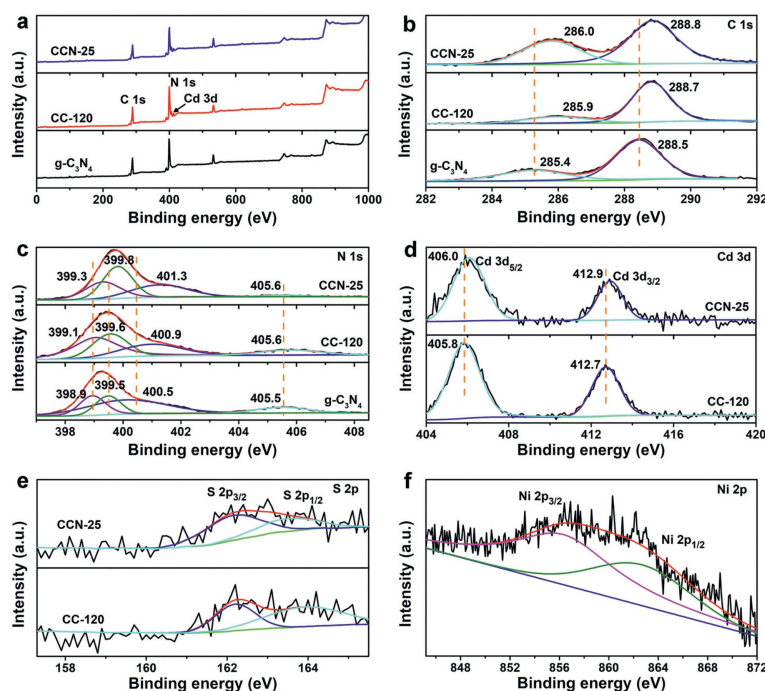 a
CCN-25
N 1s
C 1s
Cd 3d
CC-120
g-C₃N₄
Intensity (a.u.)
0 100 200 300 400 500 600 700 800 900 1000
Binding energy (eV)
b
C 1s
CCN-25
286.0
288.8
CC-120
285.9
288.7
g-C₃N₄
285.4
288.5
Intensity (a.u.)
282 284 286 288 290 292
Binding energy (eV)
c
N 1s
399.8
399.3
401.3
405.6
CCN-25
399.1
399.6
400.9
405.6
CC-120
398.9
399.5
400.5
405.5
g-C₃N₄
Intensity (a.u.)
398 400 402 404 406 408
Binding energy (eV)
d
Cd 3d
406.0
Cd 3d5/2
412.9
Cd 3d3/2
CCN-25
405.8
412.7
CC-120
Intensity (a.u.)
404 408 412 416 420
Binding energy (eV)
e
S 2p
S 2p3/2
S 2p1/2
CCN-25
CC-120
Intensity (a.u.)
158 160 162 164
Binding energy (eV)
f
Ni 2p
Ni 2p3/2
Ni 2p1/2
Intensity (a.u.)
848 852 856 860 864 868 872
Binding energy (eV)